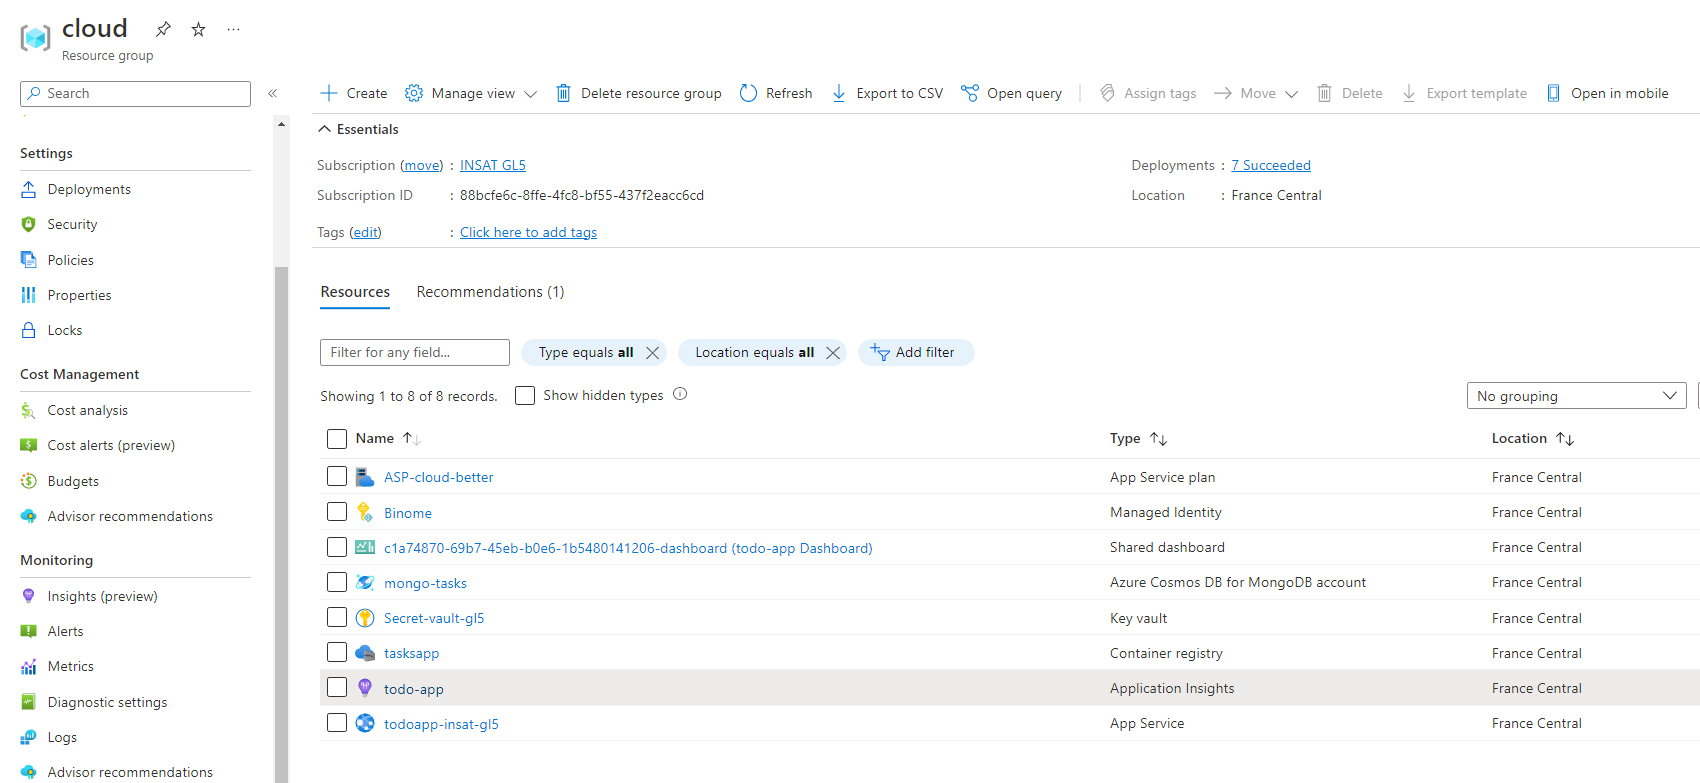 cloud
Resource group
Search
Create Manage view Delete resource group Refresh Export to CSV Open query Assign tags Move Delete Export template Open in mobile
Essentials
Subscription (move) : INSAT GL5
Deployments : 7 Succeeded
Subscription ID : 88bcfe6c-8ffe-4fc8-bf55-437f2eacc6cd
Location : France Central
Tags (edit) : Click here to add tags
Settings
Deployments
Security
Policies
Properties
Locks
Cost Management
Cost analysis
Cost alerts (preview)
Budgets
Advisor recommendations
Monitoring
Insights (preview)
Alerts
Metrics
Diagnostic settings
Logs
Advisor recommendations
Resources Recommendations (1)
Filter for any field... Type equals all Location equals all Add filter
Showing 1 to 8 of 8 records. Show hidden types No grouping
Name Type Location
ASP-cloud-better App Service plan France Central
Binome Managed Identity France Central
c1a74870-69b7-45eb-b0e6-1b5480141206-dashboard (todo-app Dashboard) Shared dashboard France Central
mongo-tasks Azure Cosmos DB for MongoDB account France Central
Secret-vault-gl5 Key vault France Central
tasksapp Container registry France Central
todo-app Application Insights France Central
todoapp-insat-gl5 App Service France Central